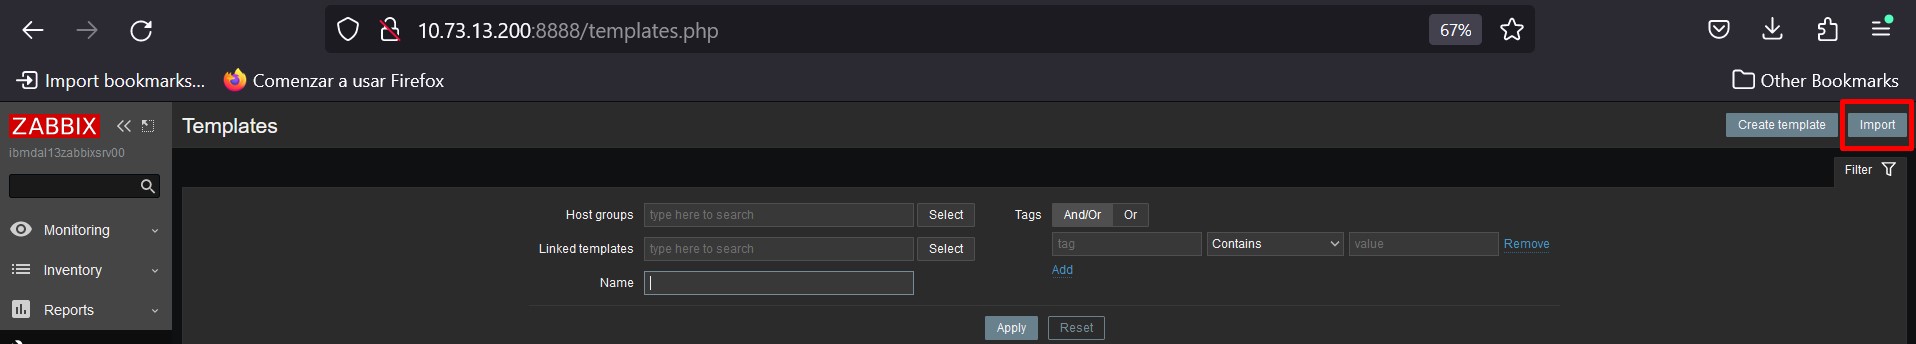 10.73.13.200:8888/templates.php 67%
Import bookmarks... Comenzar a usar Firefox Other Bookmarks
ZABBIX Templates Create template Import
ibmdal13zabbixsrv00
Filter
Host groups type here to search Select Tags And/Or Or
Monitoring
Linked templates type here to search Select tag Contains value Remove
Inventory Add
Name
Reports
Apply Reset